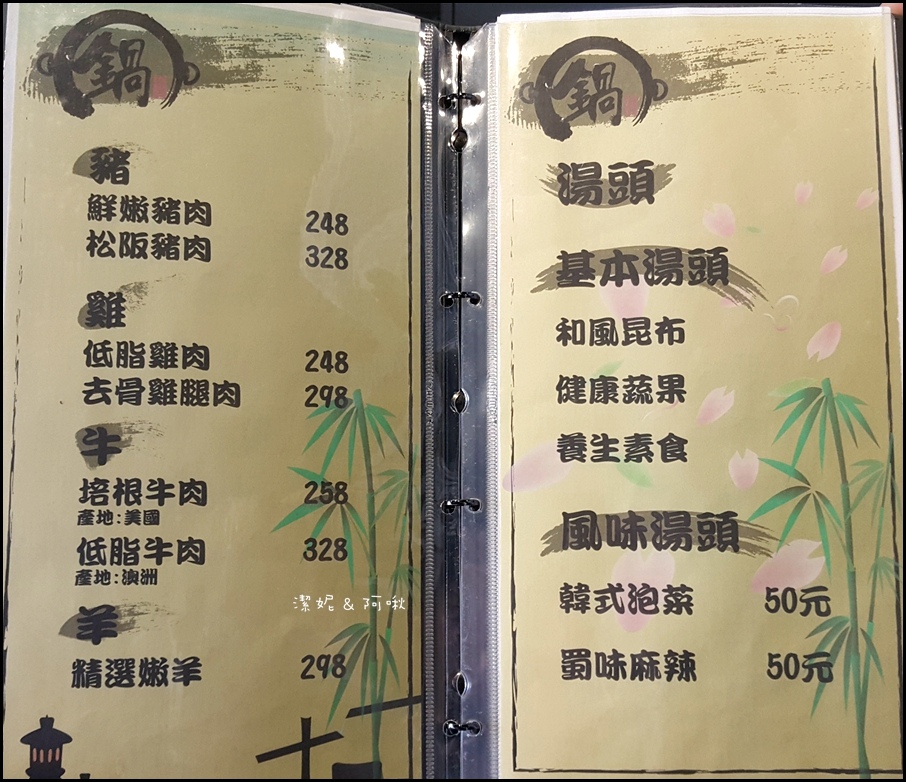 鍋
豬
鮮嫩豬肉 248
松阪豬肉 328
雞
低脂雞肉 248
去骨雞腿肉 298
牛
培根牛肉 258
產地:美國
低脂牛肉 328
產地:澳洲
羊
精選嫩羊 298
潔妮&阿啾
鍋
湯頭
基本湯頭
和風昆布
健康蔬果
養生素食
風味湯頭
韓式泡菜 50元
蜀味麻辣 50元